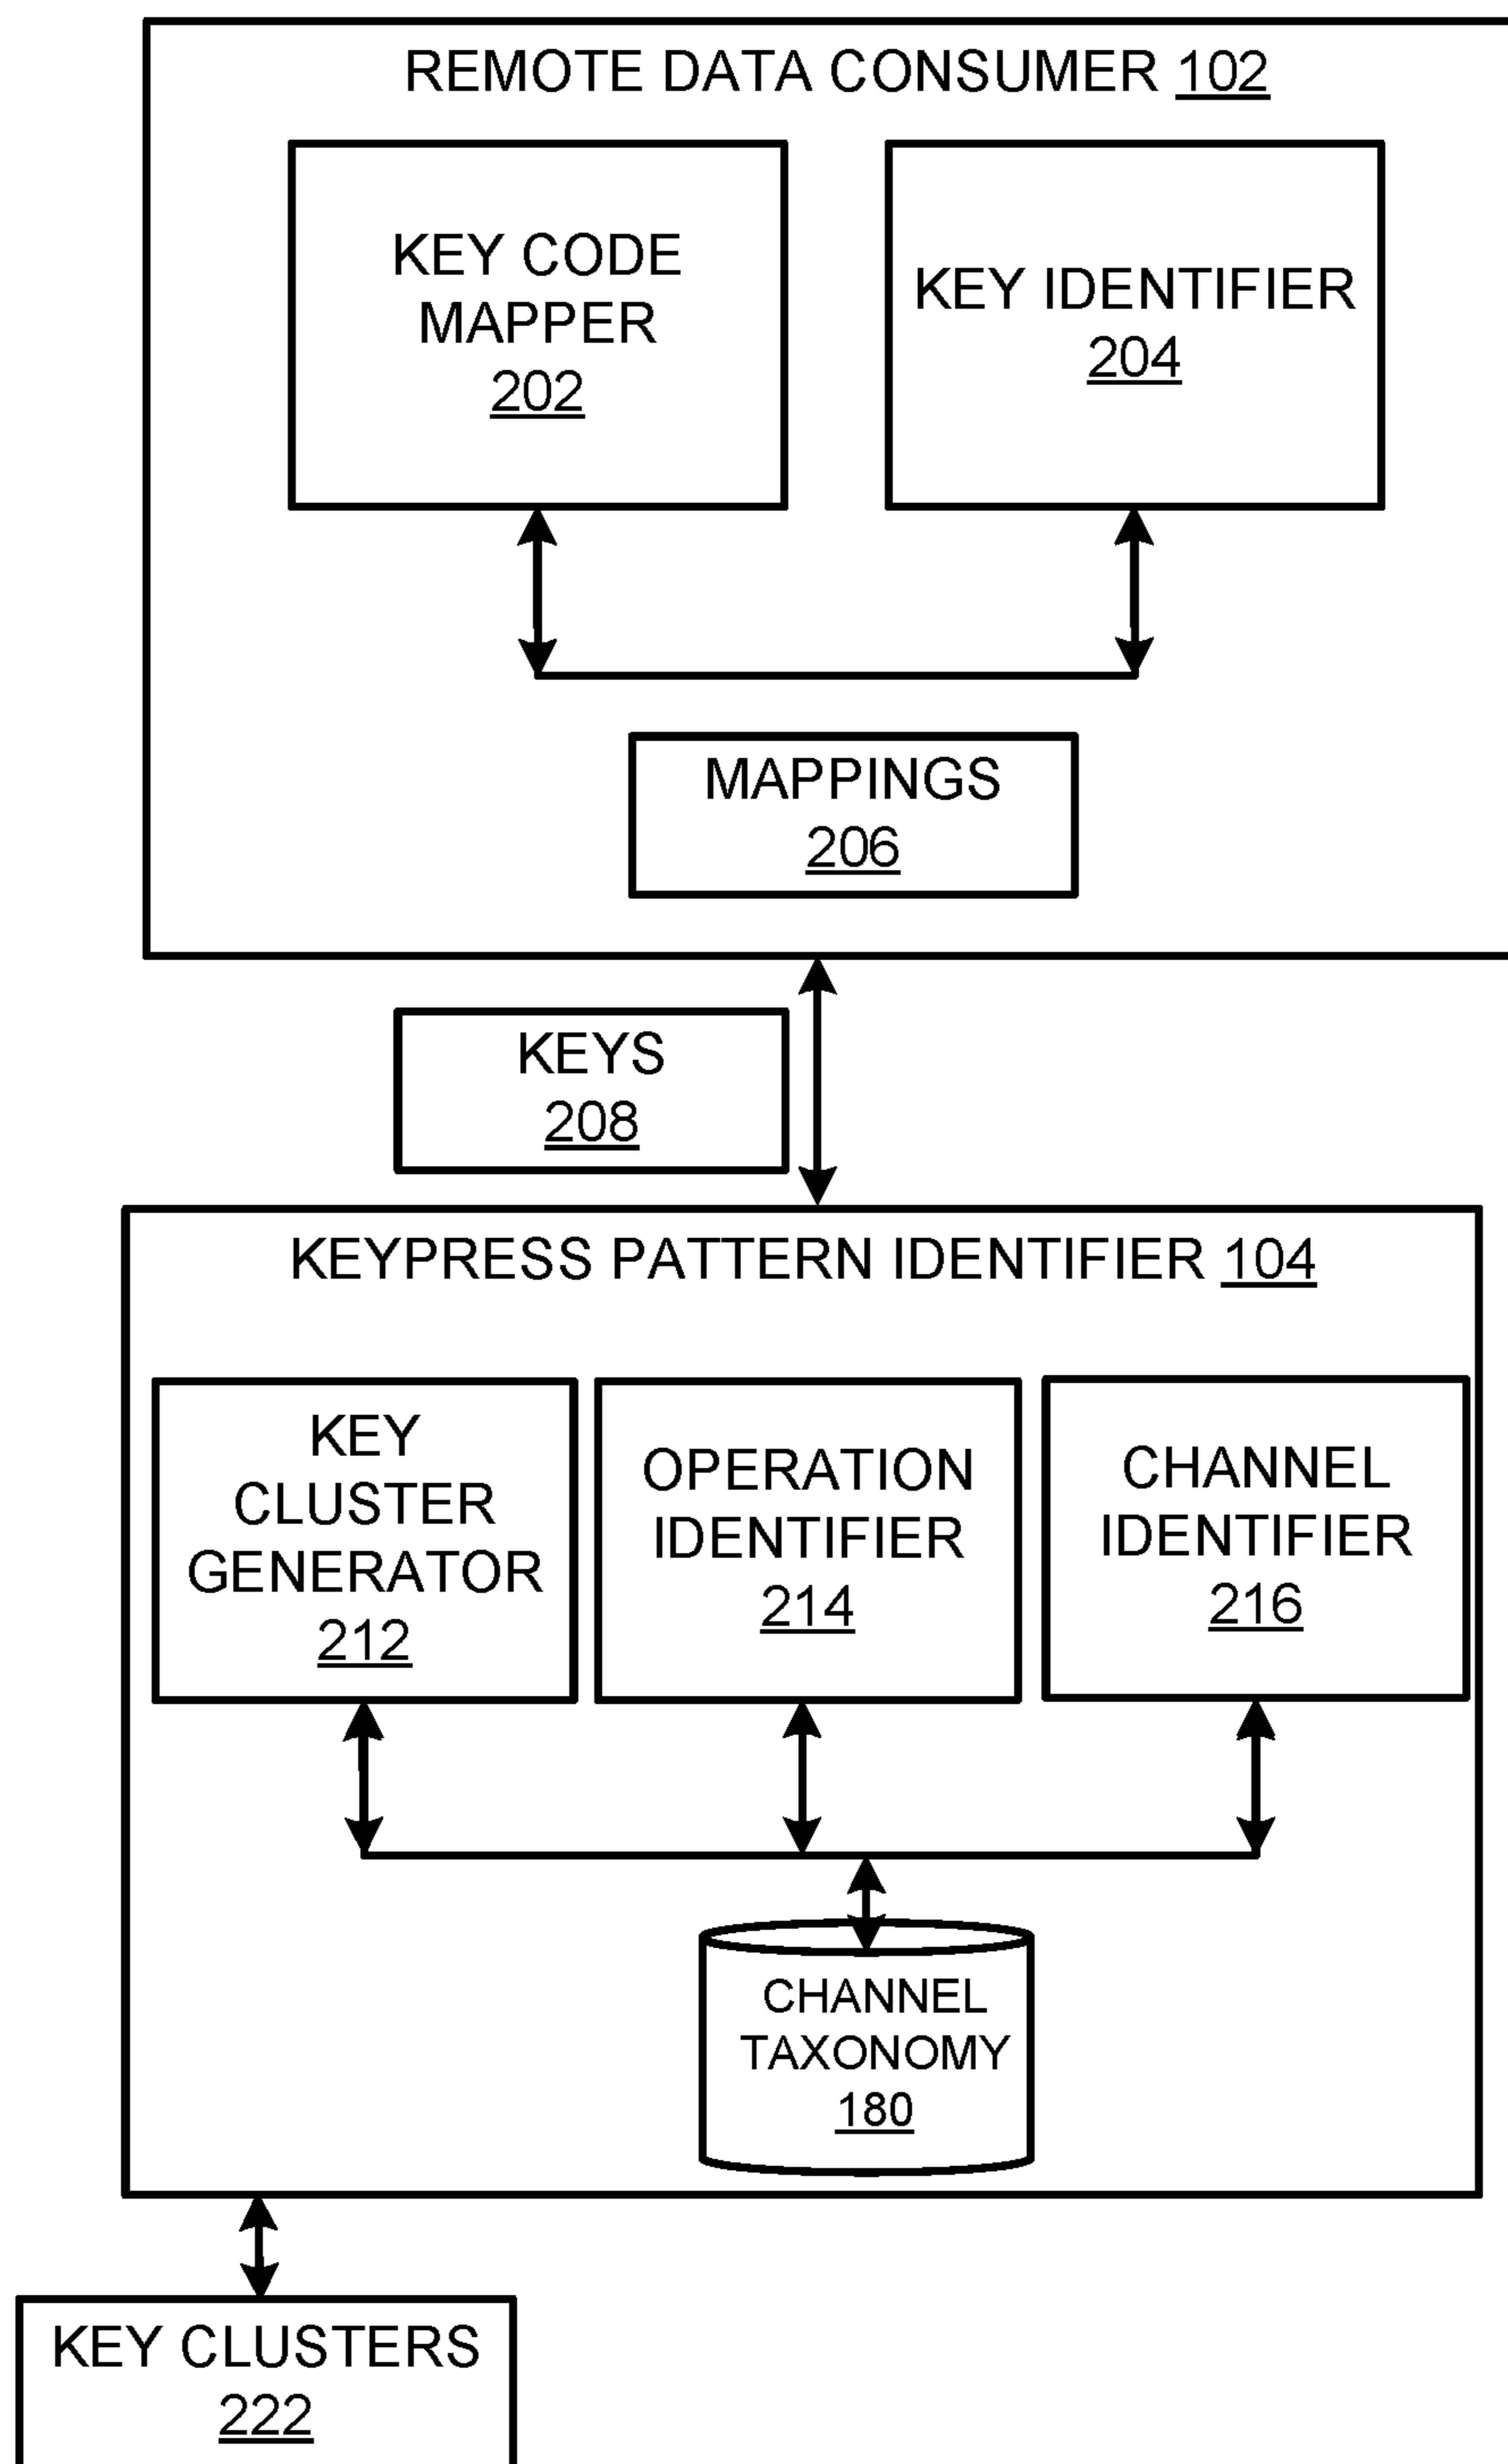 REMOTE DATA CONSUMER 102
KEY CODE
MAPPER
202
KEY IDENTIFIER
204
MAPPINGS
206
KEYS
208
KEYPRESS PATTERN IDENTIFIER 104
KEY
CLUSTER
GENERATOR
212
OPERATION
IDENTIFIER
214
CHANNEL
IDENTIFIER
216
CHANNEL
TAXONOMY
180
KEY CLUSTERS
222